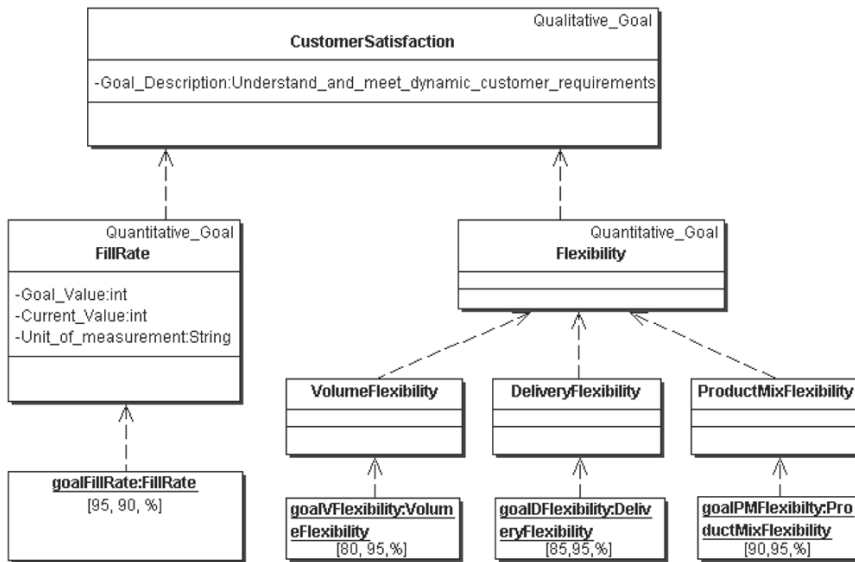 Qualitative_Goal
CustomerSatisfaction
-Goal_Description:Understand_and_meet_dynamic_customer_requirements
Quantitative_Goal
FillRate
-Goal_Value:int
-Current_Value:int
-Unit_of_measurement:String
Quantitative_Goal
Flexibility
VolumeFlexibility
DeliveryFlexibility
ProductMixFlexibility
goalFillRate:FillRate
[95, 90, %]
goalVFlexibility:Volum
eFlexibility
[80, 95,%]
goalDFlexibility:Deliv
eryFlexibility
[85,95,%]
goalPMFlexibilty:Pro
ductMixFlexibility
[90,95,%]